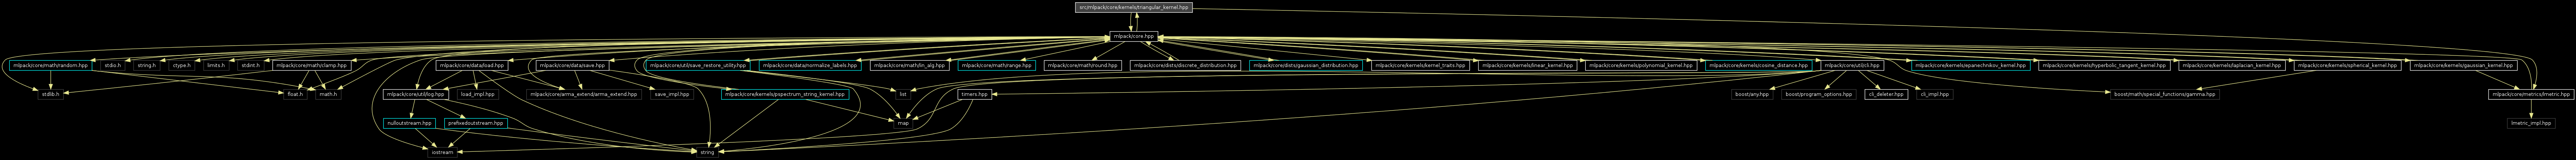 src/mlpack/core/kernels/triangular_kernel.hpp
mlpack/core.hpp
mlpack/core/math/random.hpp
stdio.h
string.h
ctype.h
limits.h
stdint.h
mlpack/core/math/clamp.hpp
mlpack/core/data/load.hpp
mlpack/core/data/save.hpp
mlpack/core/util/save_restore_utility.hpp
mlpack/core/data/normalize_labels.hpp
mlpack/core/math/lin_alg.hpp
mlpack/core/math/range.hpp
mlpack/core/math/round.hpp
mlpack/core/dists/discrete_distribution.hpp
mlpack/core/dists/gaussian_distribution.hpp
mlpack/core/kernels/kernel_traits.hpp
mlpack/core/kernels/linear_kernel.hpp
mlpack/core/kernels/polynomial_kernel.hpp
mlpack/core/kernels/cosine_distance.hpp
mlpack/core/util/cli.hpp
mlpack/core/kernels/epanechnikov_kernel.hpp
mlpack/core/kernels/hyperbolic_tangent_kernel.hpp
mlpack/core/kernels/laplacian_kernel.hpp
mlpack/core/kernels/spherical_kernel.hpp
mlpack/core/kernels/gaussian_kernel.hpp
stdlib.h
float.h
math.h
mlpack/core/util/log.hpp
load_impl.hpp
mlpack/core/arma_extend/arma_extend.hpp
save_impl.hpp
mlpack/core/kernels/pspectrum_string_kernel.hpp
list
timers.hpp
boost/any.hpp
boost/program_options.hpp
cli_deleter.hpp
cli_impl.hpp
boost/math/special_functions/gamma.hpp
mlpack/core/metrics/lmetric.hpp
nulloutstream.hpp
prefixedoutstream.hpp
map
lmetric_impl.hpp
iostream
string